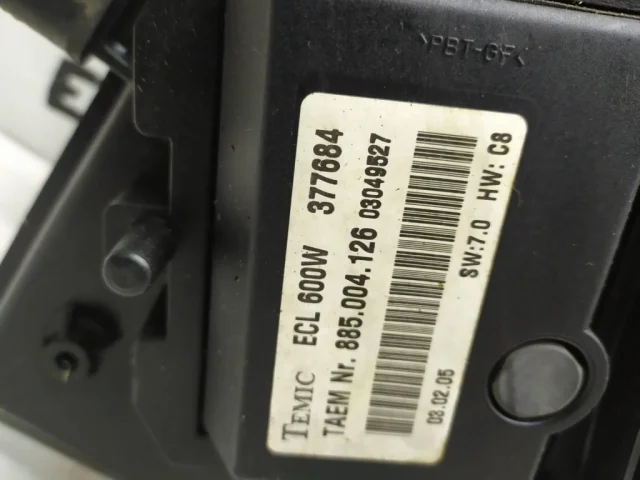 >PBT-GF<
TEMIC ECL 600W 377684
TAEM Nr. 885.004.126 03049527
08.02.05 SW:7.0 HW: C8